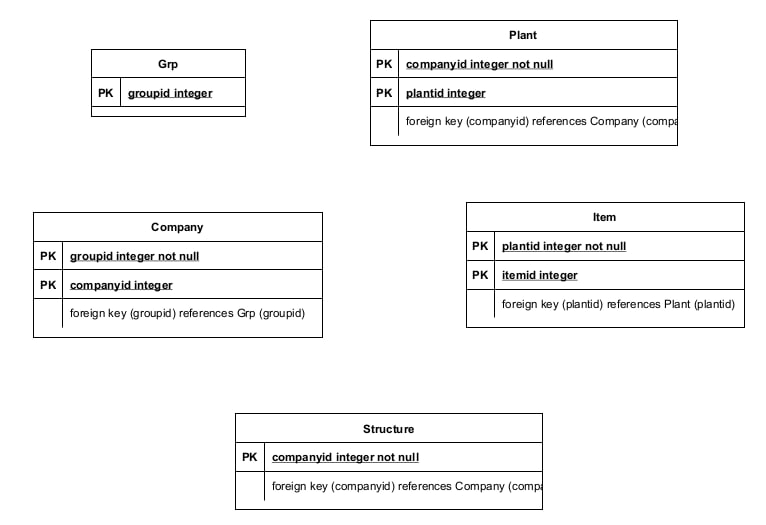 Grp
PK groupid integer
Plant
PK companyid integer not null
PK plantid integer
foreign key (companyid) references Company
Company
PK groupid integer not null
PK companyid integer
foreign key (groupid) references Grp (groupid)
Item
PK plantid integer not null
PK itemid integer
foreign key (plantid) references Plant (plantid)
Structure
PK companyid integer not null
foreign key (companyid) references Company